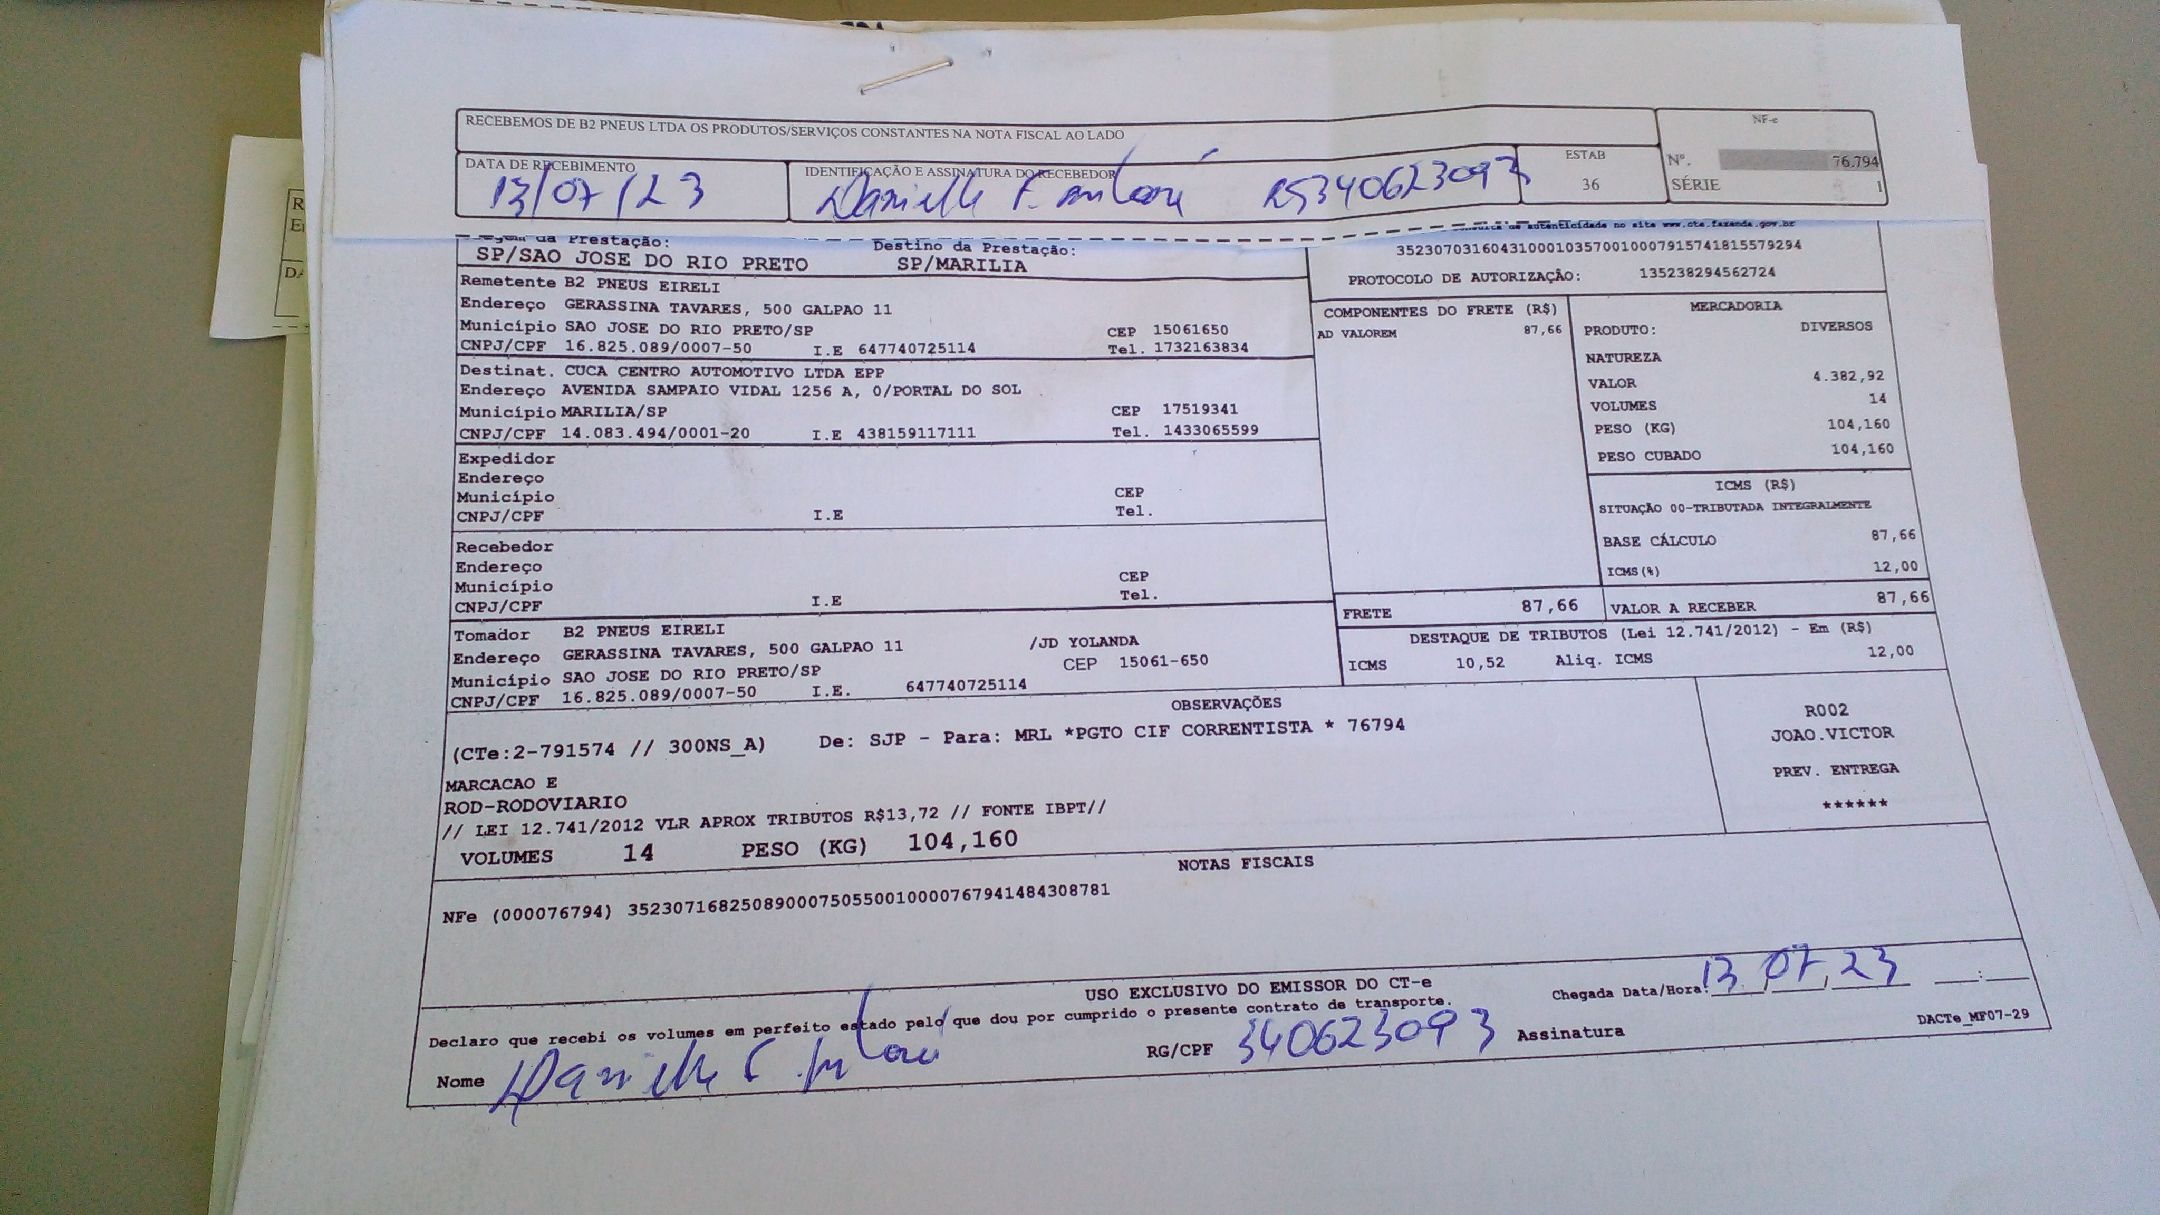 RECEBEMOS DE B2 PNEUS LTDA OS PRODUTOS/SERVIÇOS CONSTANTES NA NOTA FISCAL AO LADO
DATA DE RECEBIMENTO
13/07/23
IDENTIFICAÇÃO E ASSINATURA DO RECEBEDOR
Danielle F.
340623093
ESTAB
36
NF-e
Nº. 76.794
SÉRIE 1
da Prestação:
SP/SAO JOSE DO RIO PRETO
Destino da Prestação:
SP/MARILIA
de autenticidade no site www.cte.fazenda.gov.br
35230703160431000103570010007915741815579294
PROTOCOLO DE AUTORIZAÇÃO: 135238294562724
Remetente B2 PNEUS EIRELI
Endereço GERASSINA TAVARES, 500 GALPAO 11
Município SAO JOSE DO RIO PRETO/SP CEP 15061650
CNPJ/CPF 16.825.089/0007-50 I.E 647740725114 Tel. 1732163834
Destinat. CUCA CENTRO AUTOMOTIVO LTDA EPP
Endereço AVENIDA SAMPAIO VIDAL 1256 A, 0/PORTAL DO SOL
Município MARILIA/SP CEP 17519341
CNPJ/CPF 14.083.494/0001-20 I.E 438159117111 Tel. 1433065599
Expedidor
Endereço
Município CEP
CNPJ/CPF I.E Tel.
Recebedor
Endereço
Município CEP
CNPJ/CPF I.E Tel.
Tomador B2 PNEUS EIRELI
Endereço GERASSINA TAVARES, 500 GALPAO 11 /JD YOLANDA
Município SAO JOSE DO RIO PRETO/SP CEP 15061-650
CNPJ/CPF 16.825.089/0007-50 I.E. 647740725114
COMPONENTES DO FRETE (R$)
AD VALOREM 87,66
MERCADORIA
PRODUTO: DIVERSOS
NATUREZA
VALOR 4.382,92
VOLUMES 14
PESO (KG) 104,160
PESO CUBADO 104,160
ICMS (R$)
SITUAÇÃO 00-TRIBUTADA INTEGRALMENTE
BASE CÁLCULO 87,66
ICMS(%) 12,00
FRETE 87,66 VALOR A RECEBER 87,66
DESTAQUE DE TRIBUTOS (Lei 12.741/2012) - Em (R$)
ICMS 10,52 Aliq. ICMS 12,00
OBSERVAÇÕES
(CTe:2-791574 // 300NS_A) De: SJP - Para: MRL *PGTO CIF CORRENTISTA * 76794
MARCACAO E
ROD-RODOVIARIO
// LEI 12.741/2012 VLR APROX TRIBUTOS R$13,72 // FONTE IBPT//
VOLUMES 14 PESO (KG) 104,160
R002
JOAO.VICTOR
PREV. ENTREGA
******
NOTAS FISCAIS
NFe (000076794) 35230716825089000750550010000767941484308781
USO EXCLUSIVO DO EMISSOR DO CT-e
Declaro que recebi os volumes em perfeito estado pelo que dou por cumprido o presente contrato de transporte.
Chegada Data/Hora: 13 07 23 :
Nome Danielle F.
RG/CPF 340623093 Assinatura
DACTe_MF07-29